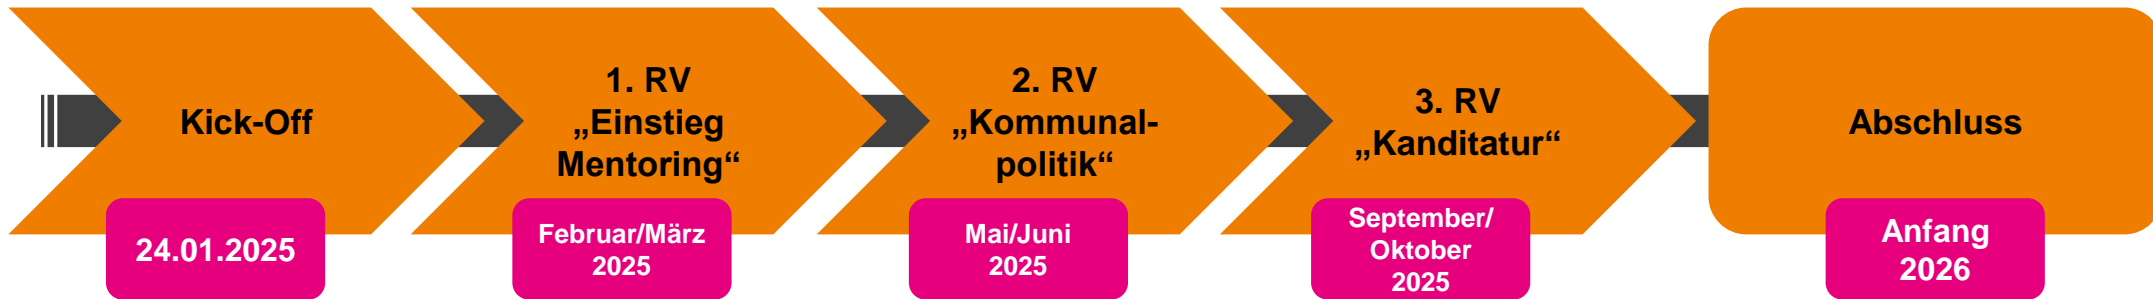 Kick-Off
24.01.2025
1. RV
„Einstieg
Mentoring“
Februar/März
2025
2. RV
„Kommunal-
politik“
Mai/Juni
2025
3. RV
„Kanditatur“
September/
Oktober
2025
Abschluss
Anfang
2026